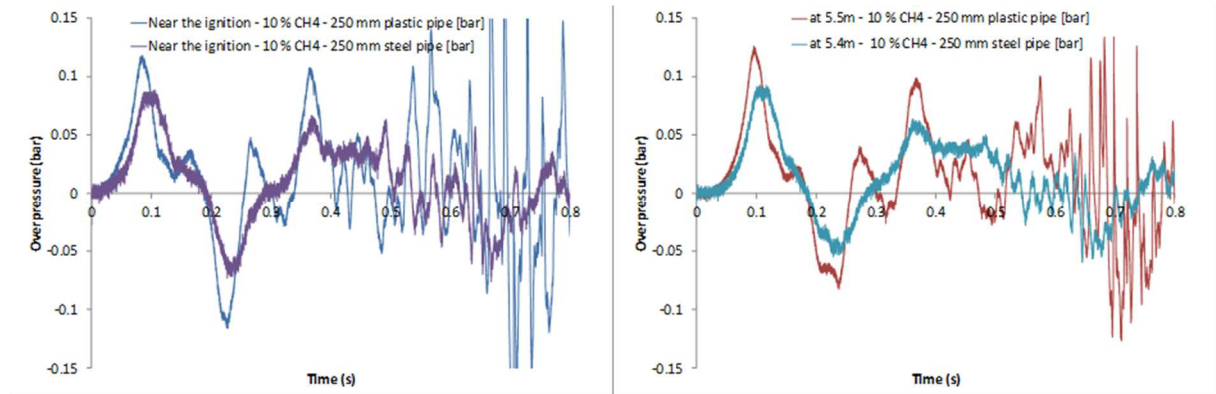 Near the ignition - 10 % CH4 - 250 mm plastic pipe [bar]
Near the ignition - 10 % CH4 - 250 mm steel pipe [bar]
0.15
0.1
0.05
0
-0.05
-0.1
-0.15
0 0.1 0.2 0.3 0.4 0.5 0.6 0.7 0.8
Overpressure (bar)
Time (s)
at 5.5m - 10 % CH4 - 250 mm plastic pipe [bar]
at 5.4m - 10 % CH4 - 250 mm steel pipe [bar]
0.15
0.1
0.05
0
-0.05
-0.1
-0.15
0 0.1 0.2 0.3 0.4 0.5 0.6 0.7 0.8
Overpressure (bar)
Time (s)